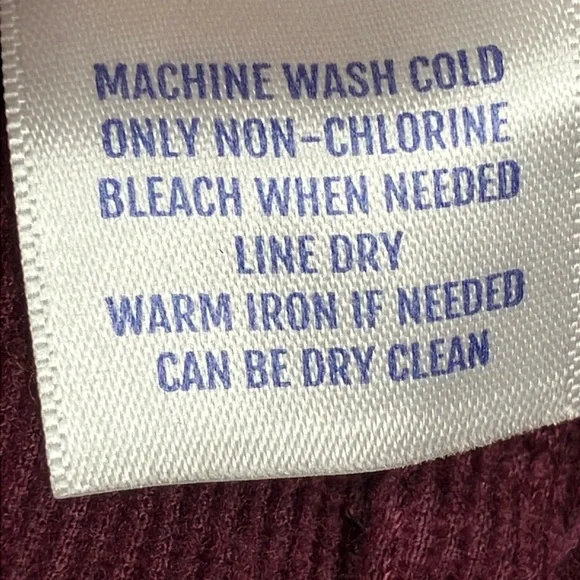 MACHINE WASH COLD
ONLY NON-CHLORINE
BLEACH WHEN NEEDED
LINE DRY
WARM IRON IF NEEDED
CAN BE DRY CLEAN